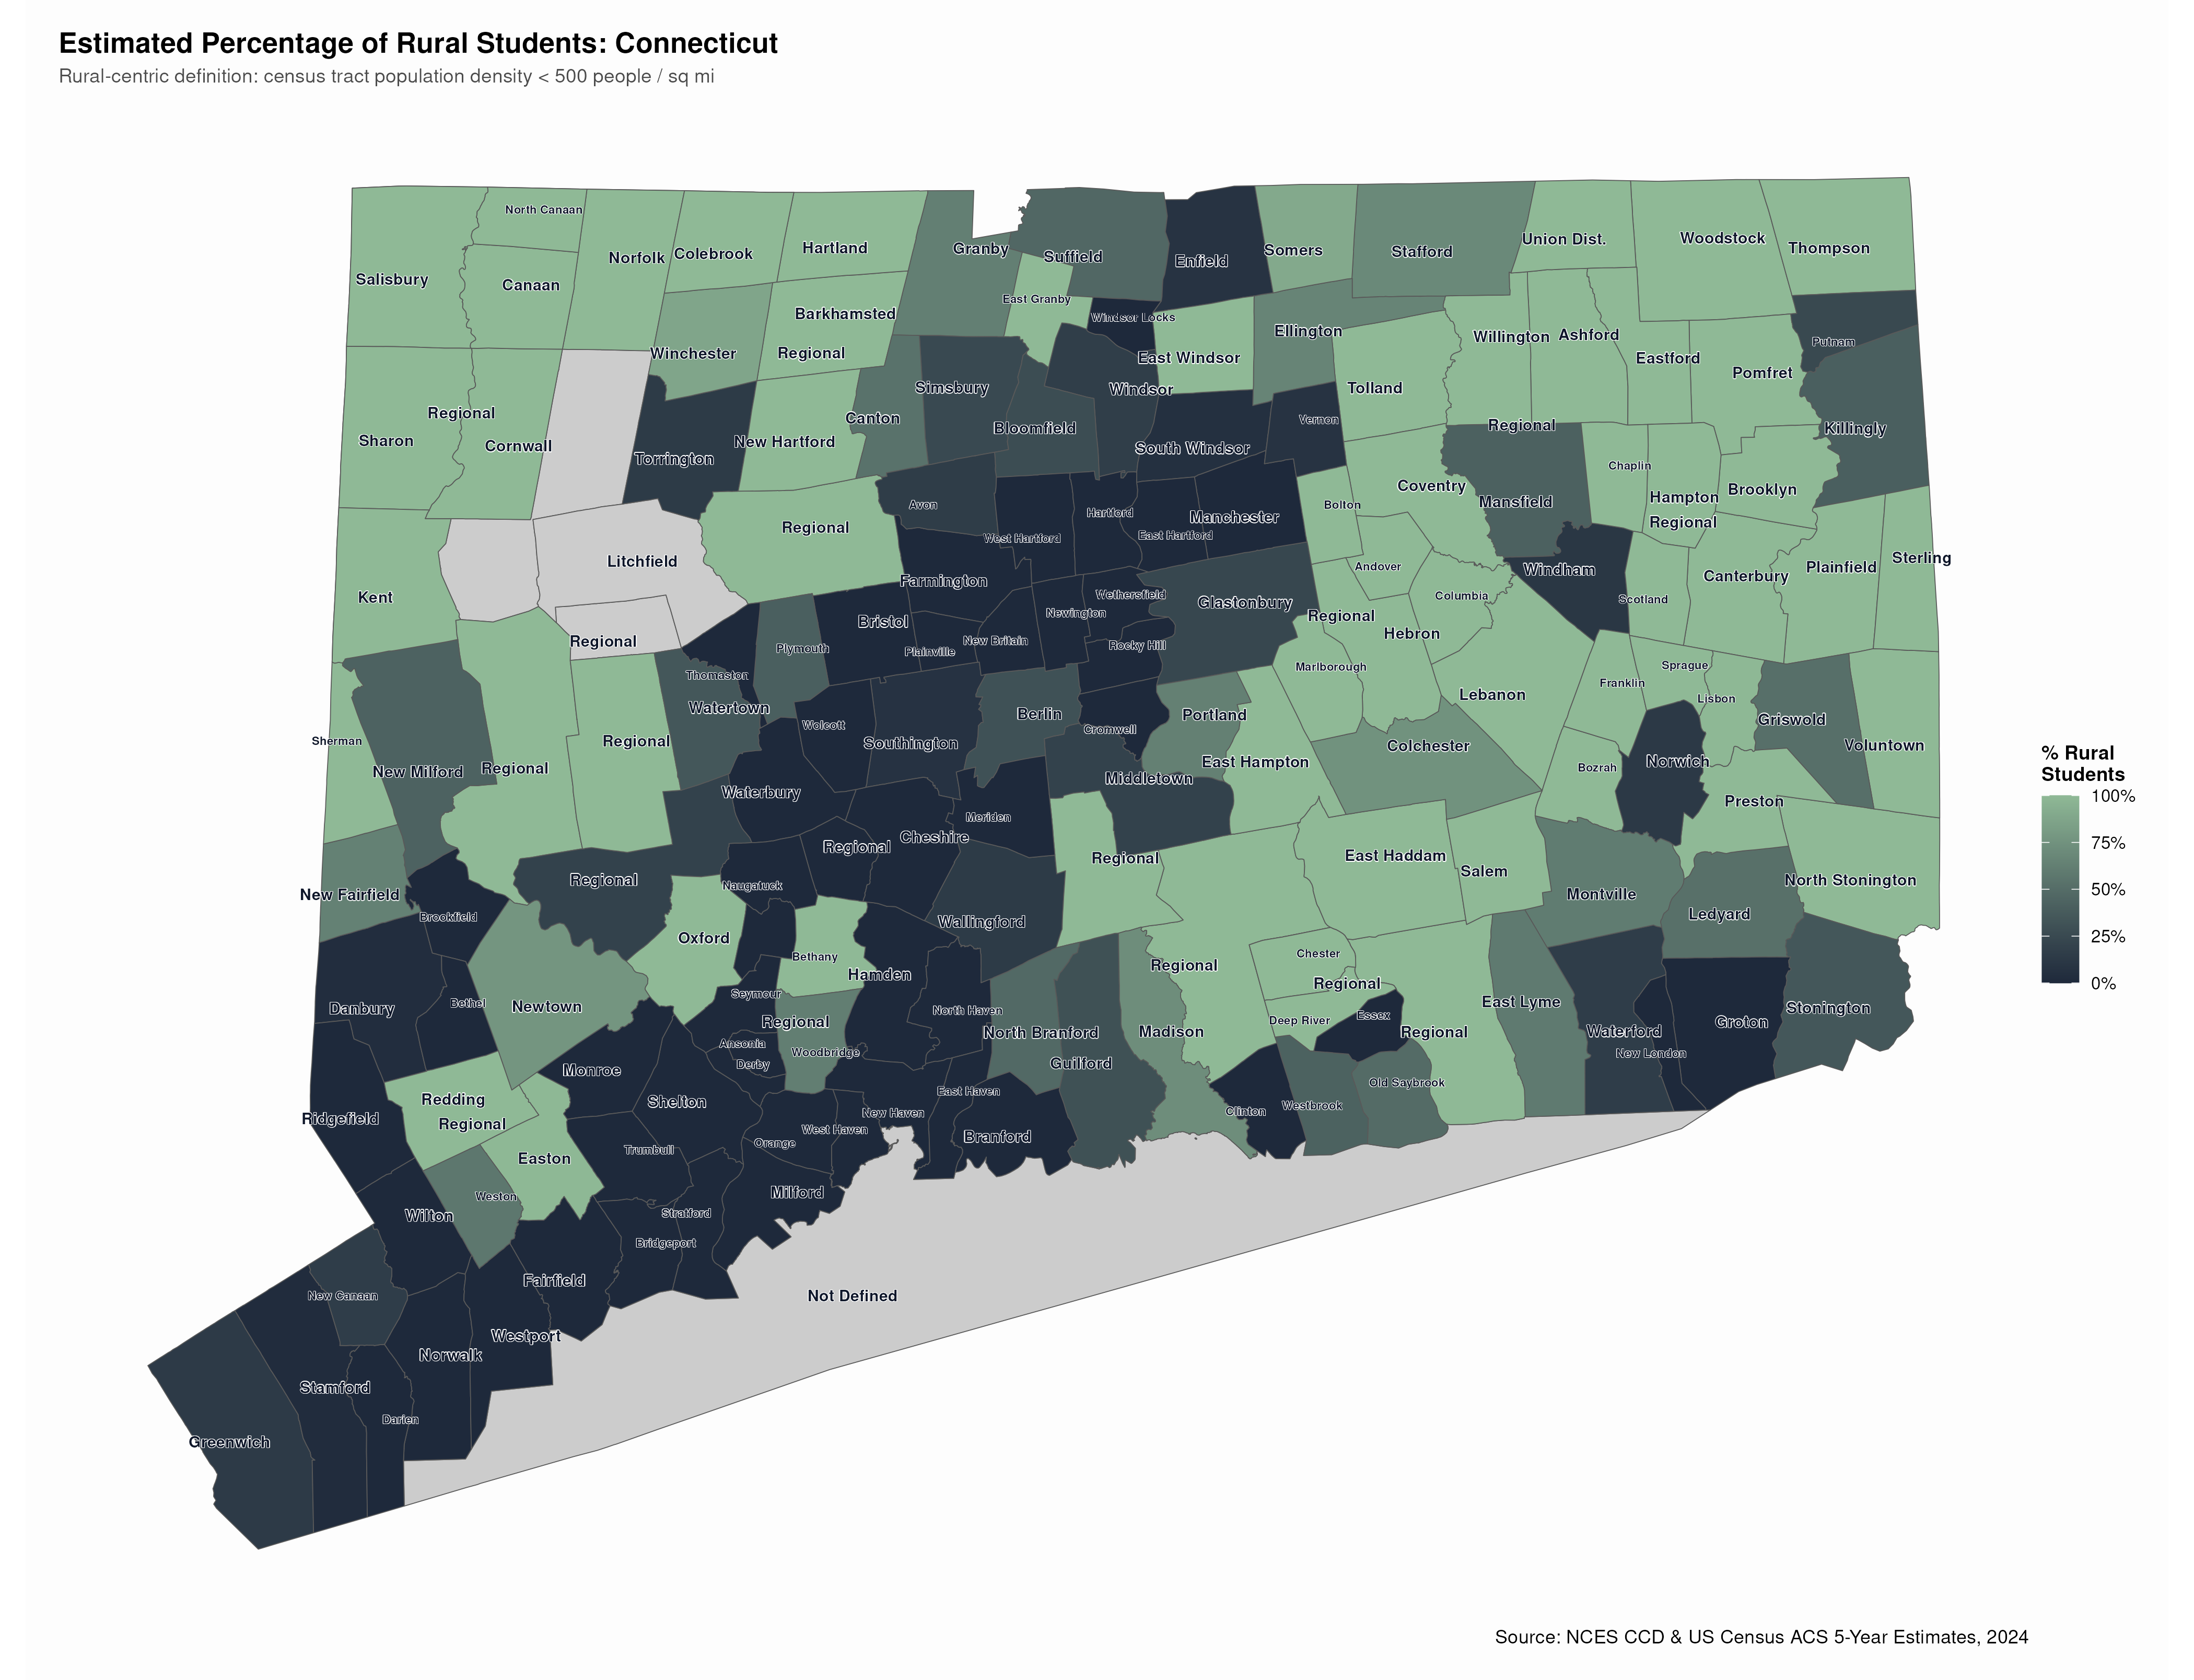 Estimated Percentage of Rural Students: Connecticut
Rural-centric definition: census tract population density < 500 people / sq mi
North Canaan
Salisbury
Canaan
Norfolk
Colebrook
Hartland
Granby
Suffield
Enfield
Somers
Stafford
Union Dist.
Woodstock
Thompson
East Granby
Barkhamsted
Windsor Locks
Winchester
Regional
East Windsor
Ellington
Willington
Ashford
Eastford
Putnam
Pomfret
Simsbury
Windsor
Tolland
Sharon
Regional
Cornwall
Torrington
New Hartford
Canton
Bloomfield
South Windsor
Vernon
Regional
Killingly
Chaplin
Coventry
Mansfield
Hampton
Brooklyn
Regional
Avon
Hartford
Bolton
Manchester
West Hartford
East Hartford
Litchfield
Regional
Kent
Farmington
Andover
Windham
Canterbury
Plainfield
Sterling
Wethersfield
Glastonbury
Columbia
Scotland
Newington
Regional
Hebron
Bristol
Regional
Plymouth
Plainville
New Britain
Rocky Hill
Marlborough
Sprague
Franklin
Lisbon
Thomaston
Watertown
Lebanon
Berlin
Portland
Griswold
Wolcott
Cromwell
Sherman
Regional
Southington
Colchester
Voluntown
New Milford
Regional
East Hampton
Norwich
Bozrah
Middletown
Waterbury
Preston
Meriden
Cheshire
Regional
Regional
East Haddam
Salem
Regional
Naugatuck
New Fairfield
Montville
North Stonington
Brookfield
Wallingford
Ledyard
Oxford
Bethany
Hamden
Chester
Regional
Regional
Danbury
Bethel
Newtown
Seymour
North Haven
East Lyme
Stonington
Regional
North Branford
Madison
Deep River
Essex
Regional
Waterford
Groton
Ansonia
Woodbridge
New London
Derby
Guilford
Monroe
Old Saybrook
Redding
Shelton
East Haven
Westbrook
Clinton
Ridgefield
Regional
New Haven
West Haven
Orange
Branford
Trumbull
Easton
Weston
Milford
Wilton
Stratford
Bridgeport
Fairfield
New Canaan
Not Defined
Westport
Norwalk
Stamford
Darien
Greenwich
% Rural
Students
100%
75%
50%
25%
0%
Source: NCES CCD & US Census ACS 5-Year Estimates, 2024